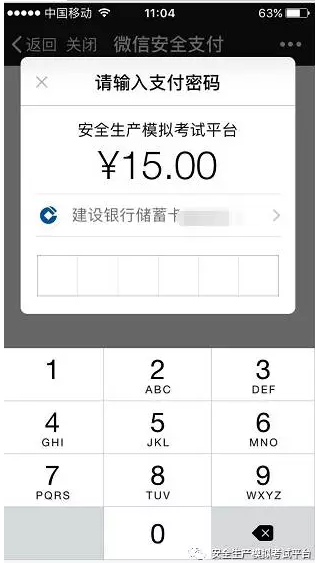 中国移动 11:04 63%
返回 关闭 微信安全支付
请输入支付密码
安全生产模拟考试平台
¥15.00
建设银行储蓄卡
1 2 3
ABC DEF
4 5 6
GHI JKL MNO
7 8 9
PQRS TUV WXYZ
0
安全生产模拟考试平台